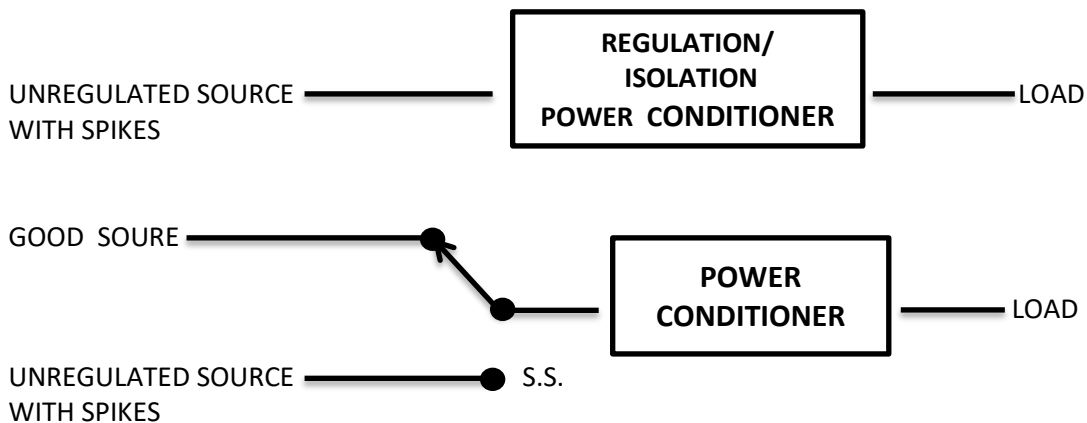 REGULATION/
ISOLATION
POWER CONDITIONER
UNREGULATED SOURCE
WITH SPIKES
LOAD
GOOD SOURE
POWER
CONDITIONER
LOAD
UNREGULATED SOURCE
WITH SPIKES
S.S.